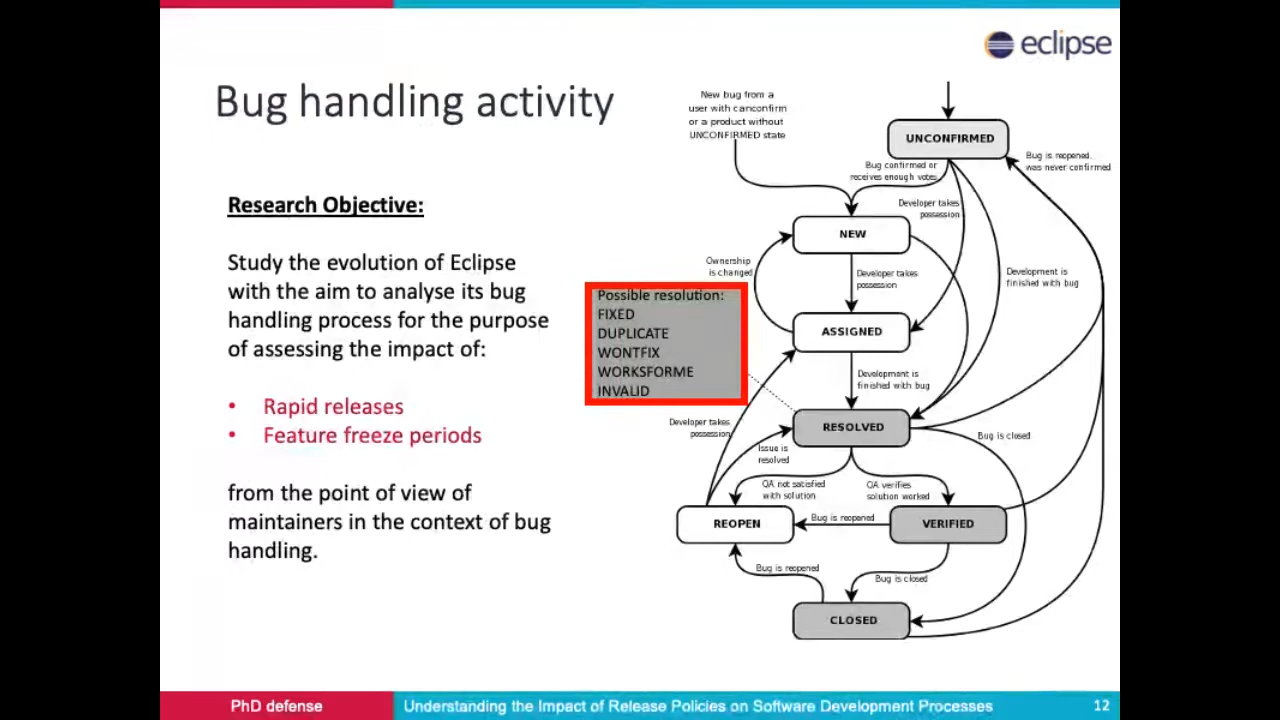 eclipse
Bug handling activity
Research Objective:
Study the evolution of Eclipse
with the aim to analyse its bug
handling process for the purpose
of assessing the impact of:
• Rapid releases
• Feature freeze periods
from the point of view of
maintainers in the context of bug
handling.
New bug from a
user with canconfirm
or a product without
UNCONFIRMED state
UNCONFIRMED
Bug is reopened..
was never confirmed
Bug confirmed or
receives enough votes
Developer takes
possession
NEW
Ownership
is changed
Developer takes
possession
Development is
finished with bug
Possible resolution:
FIXED
DUPLICATE
WONTFIX
WORKSFORME
INVALID
ASSIGNED
Development is
finished with bug
Developer takes
possession
RESOLVED
Bug is closed
Issue is
resolved
QA not satisfied
with solution
QA verifies
solution worked
REOPEN
Bug is reopened
VERIFIED
Bug is reopened
Bug is closed
CLOSED
PhD defense
Understanding the Impact of Release Policies on Software Development Processes
12